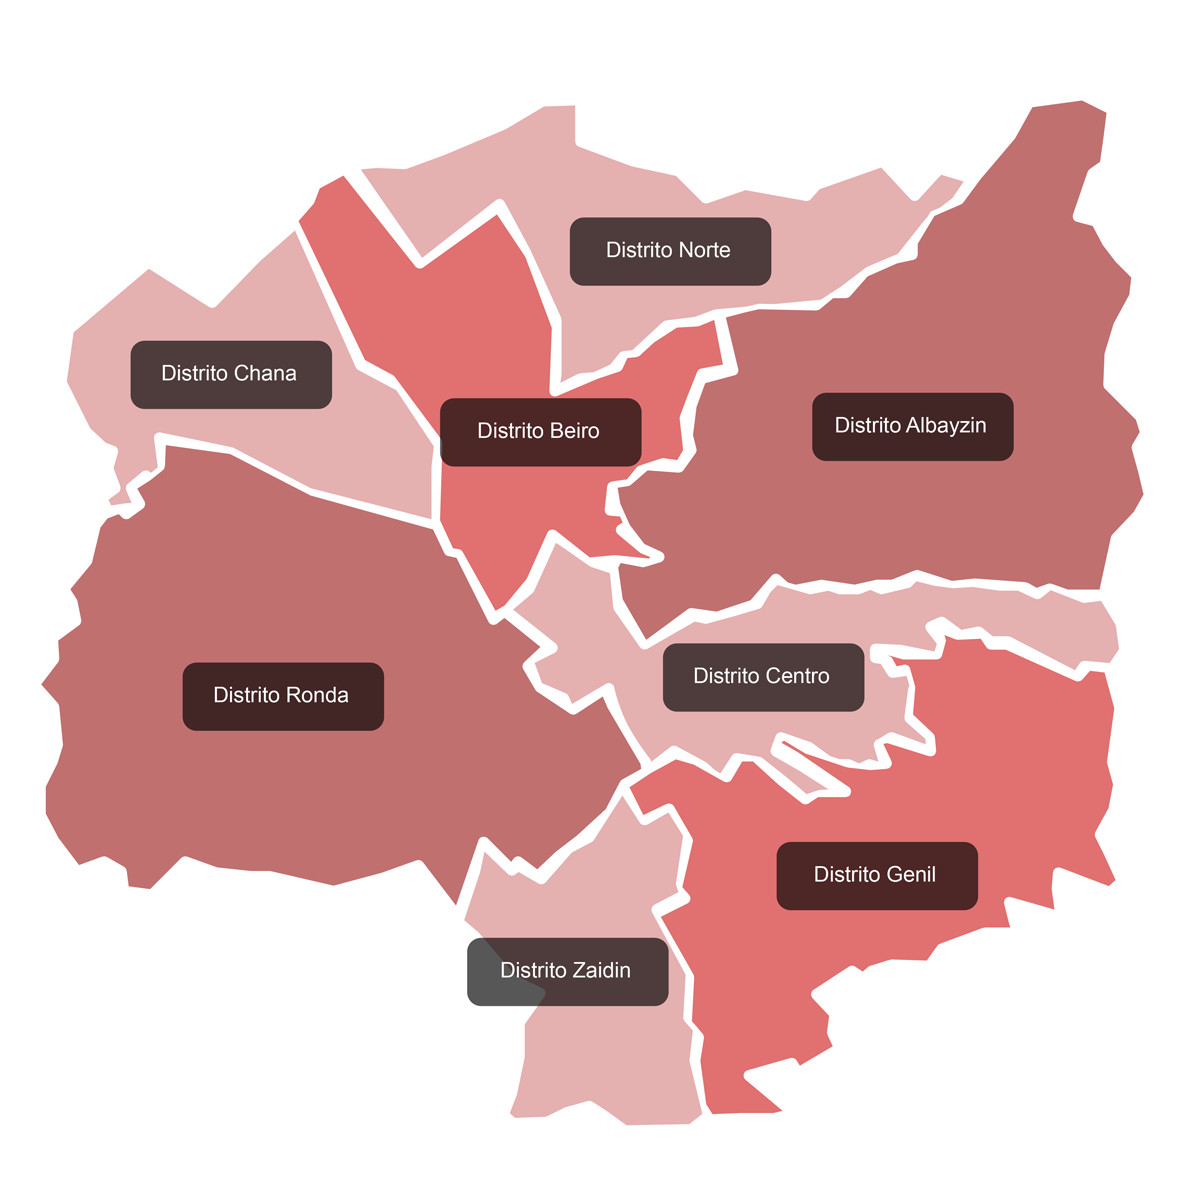 Distrito Norte
Distrito Chana
Distrito Beiro
Distrito Albayzin
Distrito Centro
Distrito Ronda
Distrito Genil
Distrito Zaidin